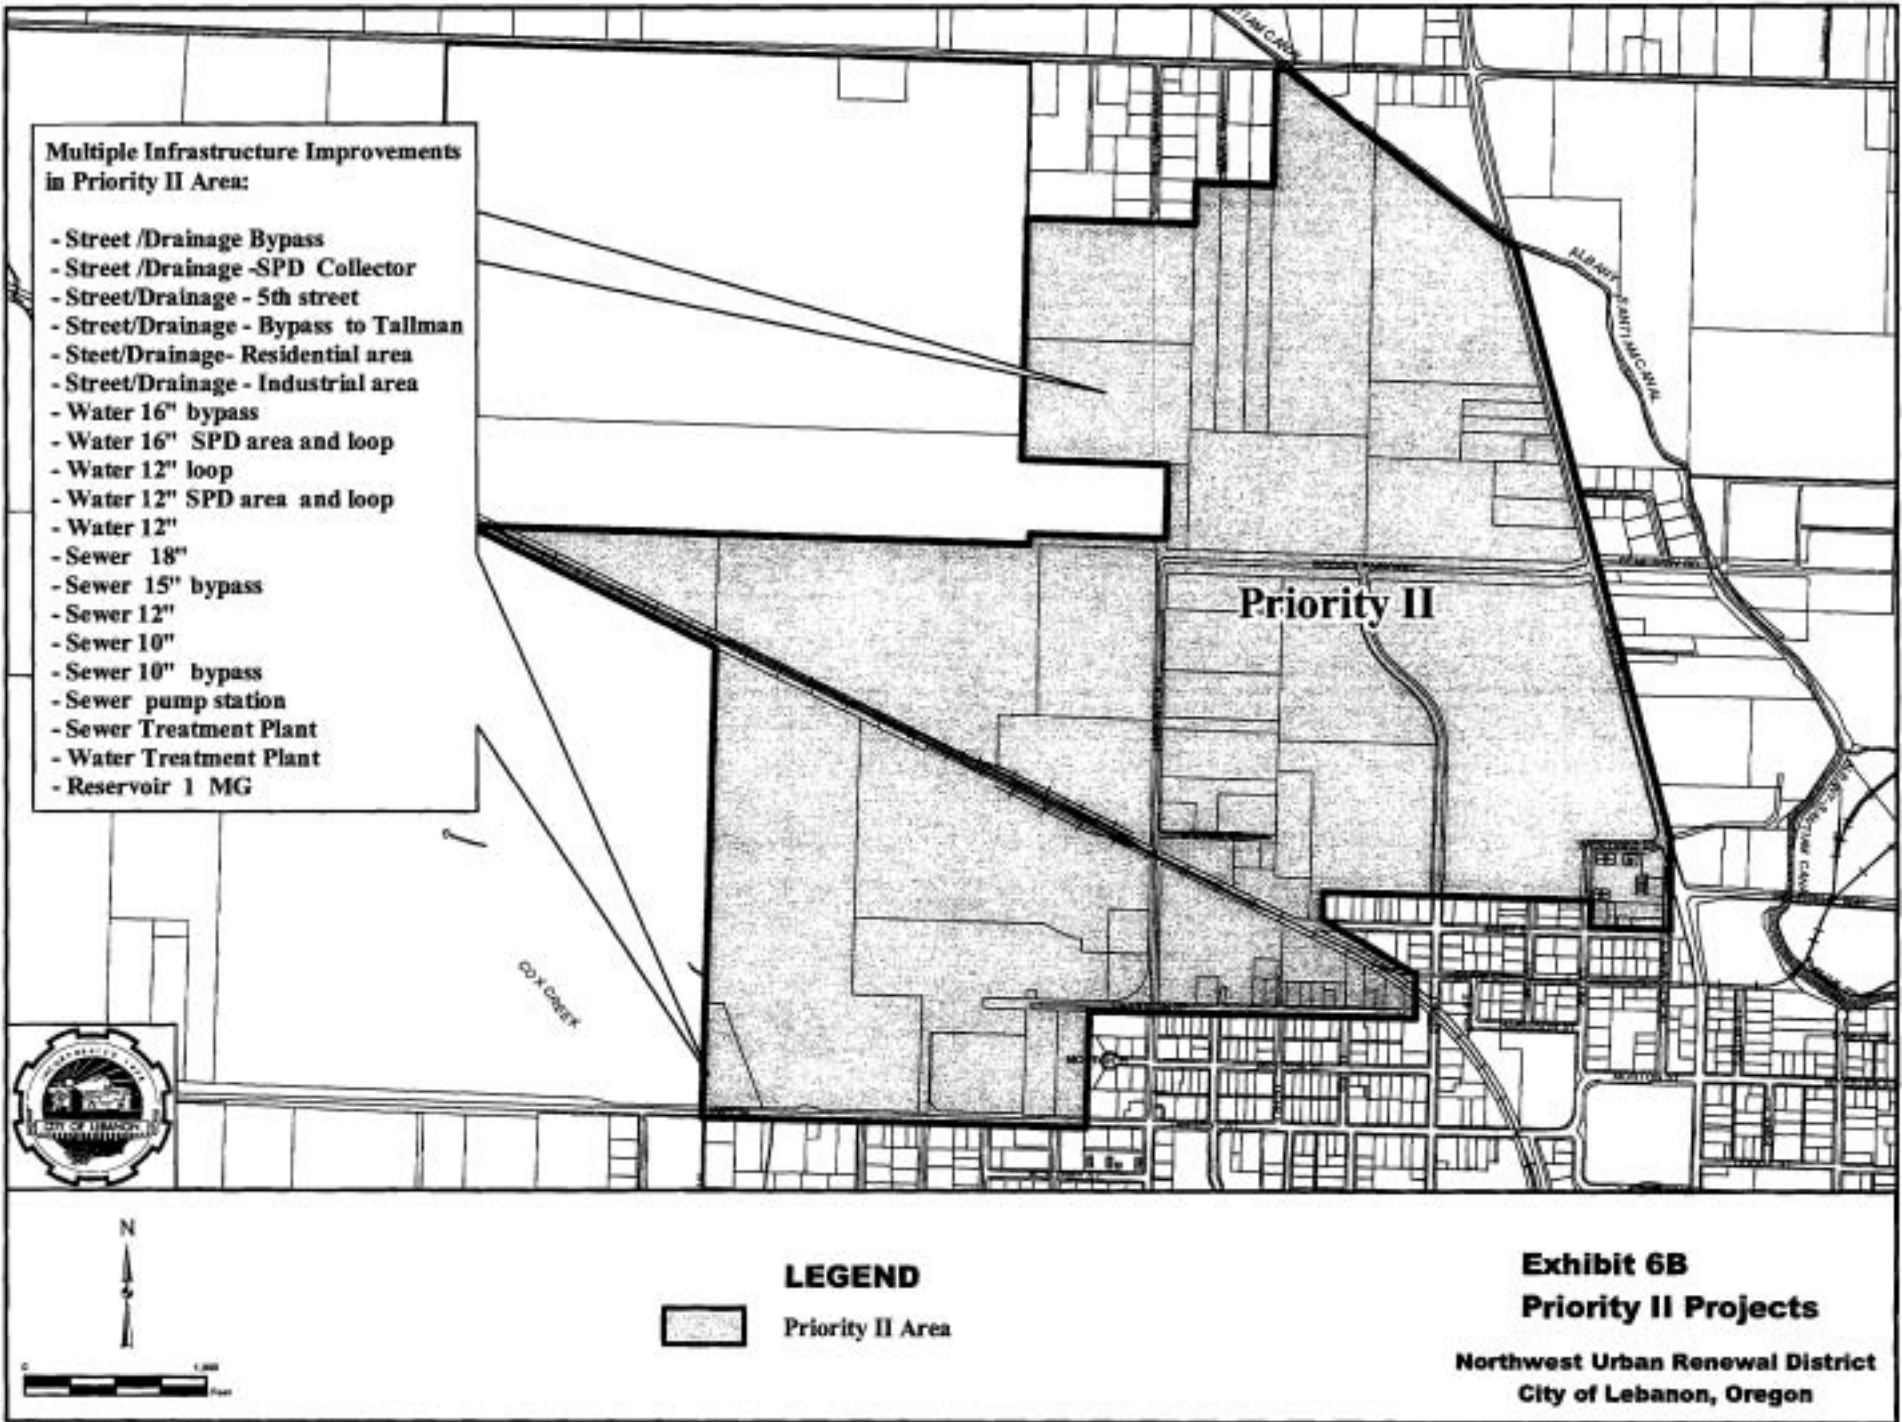 Multiple Infrastructure Improvements
in Priority II Area:
- Street /Drainage Bypass
- Street /Drainage -SPD Collector
- Street/Drainage - 5th street
- Street/Drainage - Bypass to Tallman
- Steet/Drainage- Residential area
- Street/Drainage - Industrial area
- Water 16" bypass
- Water 16" SPD area and loop
- Water 12" loop
- Water 12" SPD area and loop
- Water 12"
- Sewer 18"
- Sewer 15" bypass
- Sewer 12"
- Sewer 10"
- Sewer 10" bypass
- Sewer pump station
- Sewer Treatment Plant
- Water Treatment Plant
- Reservoir 1 MG
ALBANY SANTIAM CANAL
Priority II
COX CREEK
CITY OF LEBANON
N
0
Feet
LEGEND
Priority II Area
Exhibit 6B
Priority II Projects
Northwest Urban Renewal District
City of Lebanon, Oregon